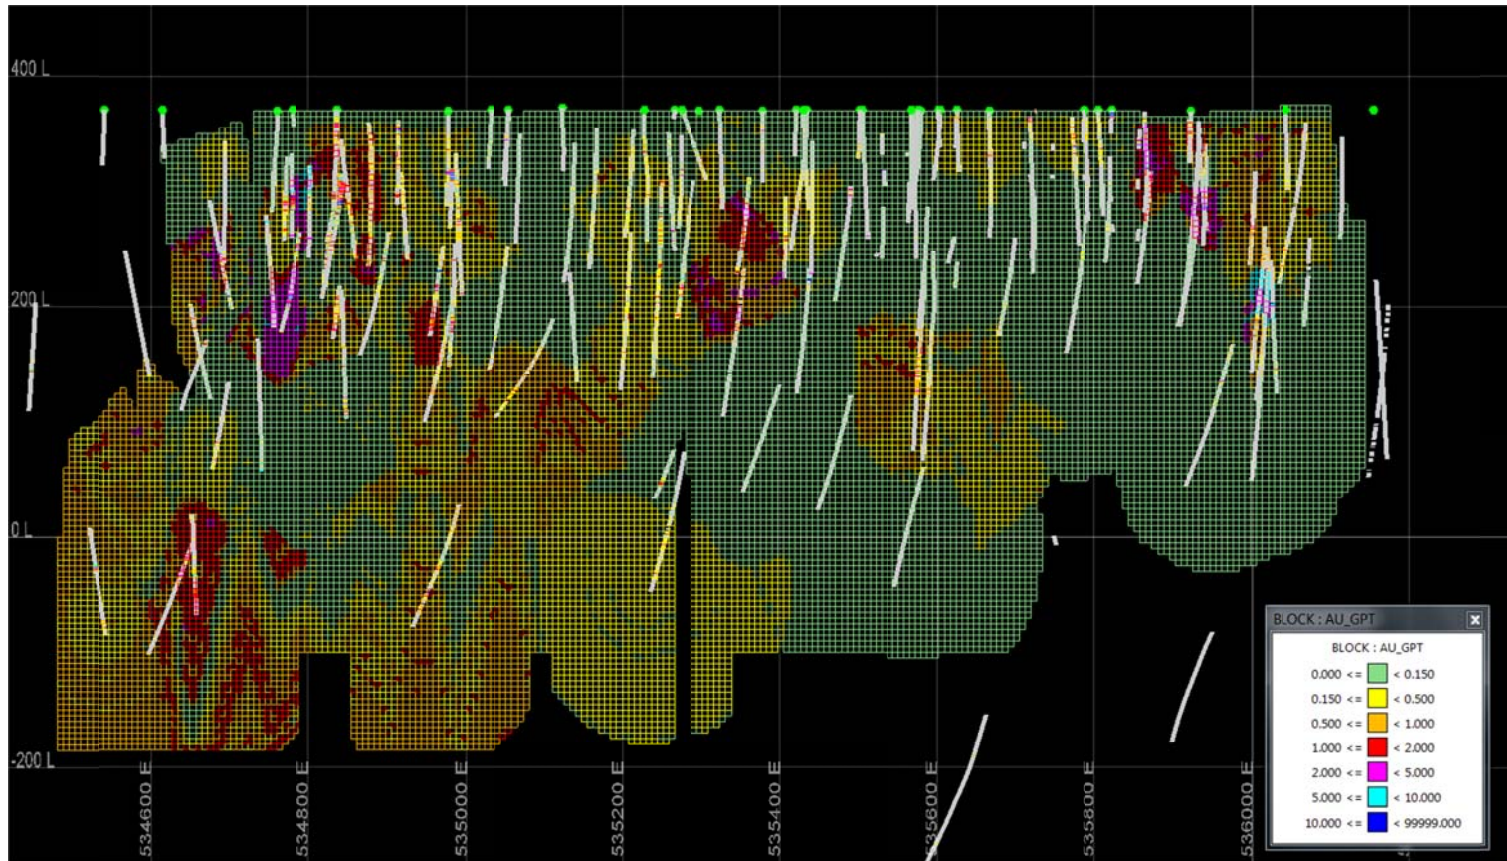 400 L
200 L
0 L
-200 L
534600 E
534800 E
535000 E
535200 E
535400 E
535600 E
535800 E
536000 E
BLOCK : AU_GPT
BLOCK : AU_GPT
0.000 <= < 0.150
0.150 <= < 0.500
0.500 <= < 1.000
1.000 <= < 2.000
2.000 <= < 5.000
5.000 <= < 10.000
10.000 <= < 99999.000